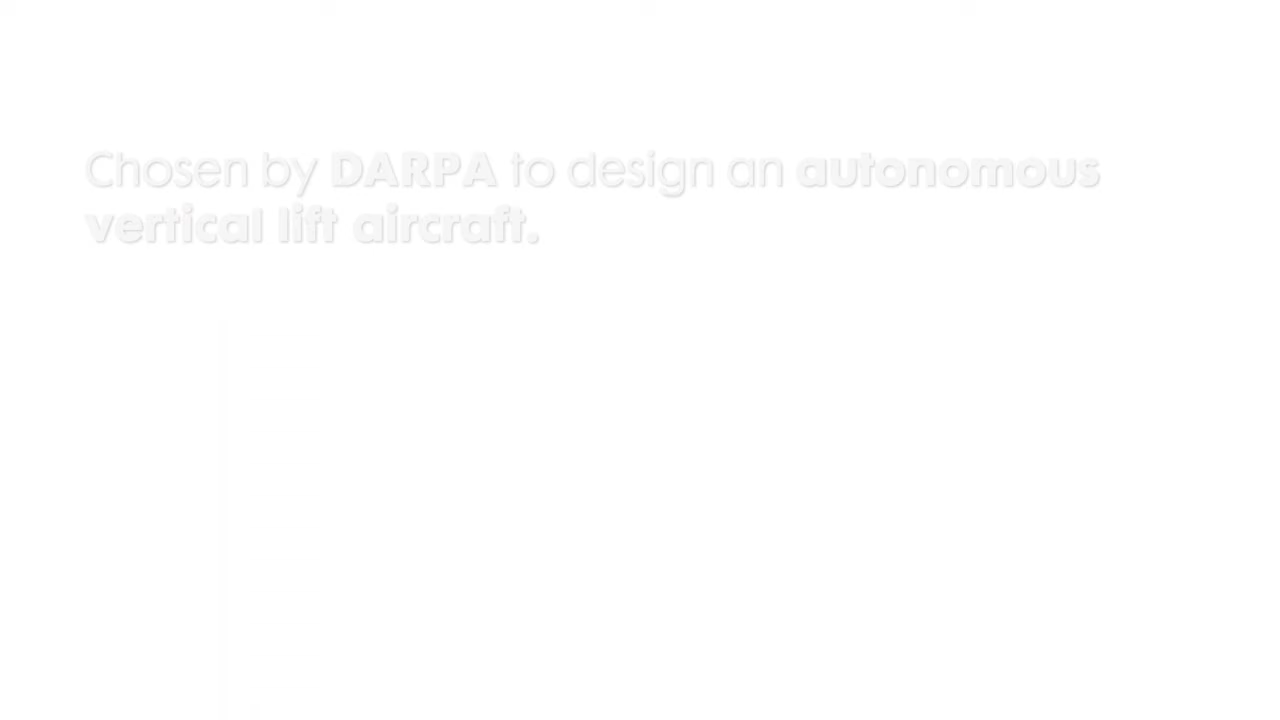 Chosen by DARPA to design an autonomous
vertical lift aircraft.